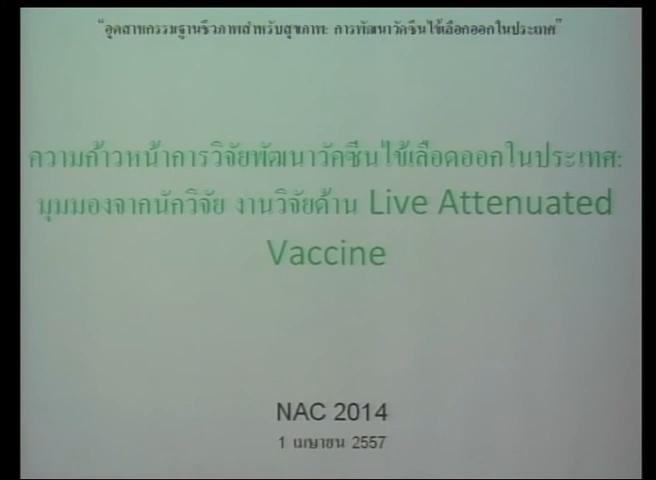 "อุตสาหกรรมฐานชีวภาพสำหรับสุขภาพ: การพัฒนาวัคซีนไข้เลือดออกในประเทศ"
ความก้าวหน้าการวิจัยพัฒนาวัคซีนไข้เลือดออกในประเทศ:
มุมมองจากนักวิจัย งานวิจัยด้าน Live Attenuated
Vaccine
NAC 2014
1 เมษายน 2557